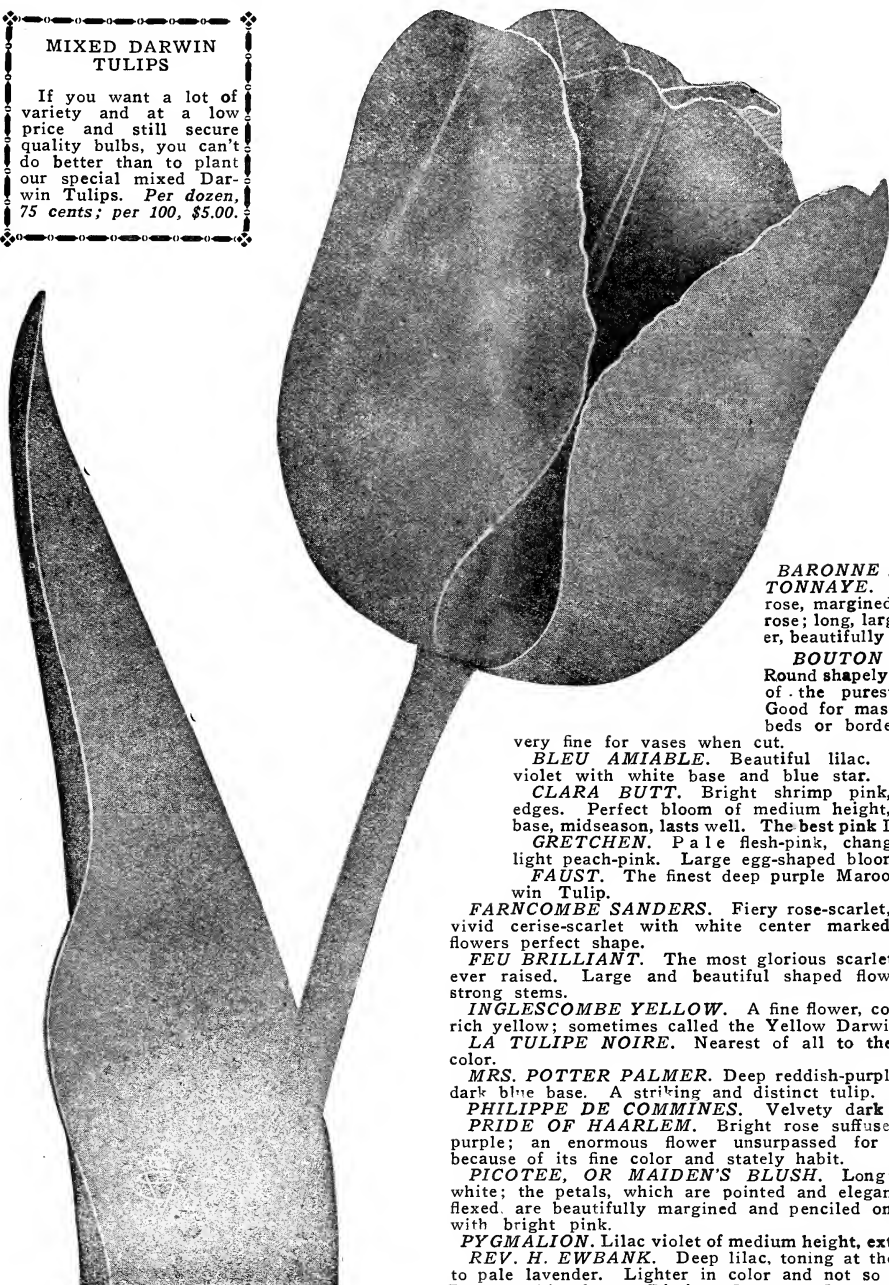 MIXED DARWIN
TULIPS
If you want a lot of
variety and at a low
price and still secure
quality bulbs, you can't
do better than to plant
our special mixed Dar-
win Tulips. Per dozen,
75 cents; per 100, $5.00.
BARONNE
TONNAYE.
rose, margined
rose; long, larg
er, beautifully
BOUTON
Round shapely
of the pures
Good for mas
beds or borde
very fine for vases when cut.
BLEU AMIABLE. Beautiful lilac.
violet with white base and blue star.
CLARA BUTT. Bright shrimp pink,
edges. Perfect bloom of medium height,
base, midseason, lasts well. The best pink
GRETCHEN. Pale flesh-pink, chang
light peach-pink. Large egg-shaped bloo
FAUST. The finest deep purple Maroo
win Tulip.
FARNCOMBE SANDERS. Fiery rose-scarlet,
vivid cerise-scarlet with white center marked
flowers perfect shape.
FEU BRILLIANT. The most glorious scarle
ever raised. Large and beautiful shaped flow
strong stems.
INGLESCOMBE YELLOW. A fine flower, co
rich yellow; sometimes called the Yellow Darwi
LA TULIPE NOIRE. Nearest of all to the
color.
MRS. POTTER PALMER. Deep reddish-purpl
dark blue base. A striking and distinct tulip.
PHILIPPE DE COMMINES. Velvety dark
PRIDE OF HAARLEM. Bright rose suffuse
purple; an enormous flower unsurpassed for
because of its fine color and stately habit.
PICOTEE, OR MAIDEN'S BLUSH. Long
white; the petals, which are pointed and elegan
flexed, are beautifully margined and penciled on
with bright pink.
PYGMALION. Lilac violet of medium height, ext
REV. H. EWBANK. Deep lilac, toning at the
to pale lavender. Lighter in color and not so